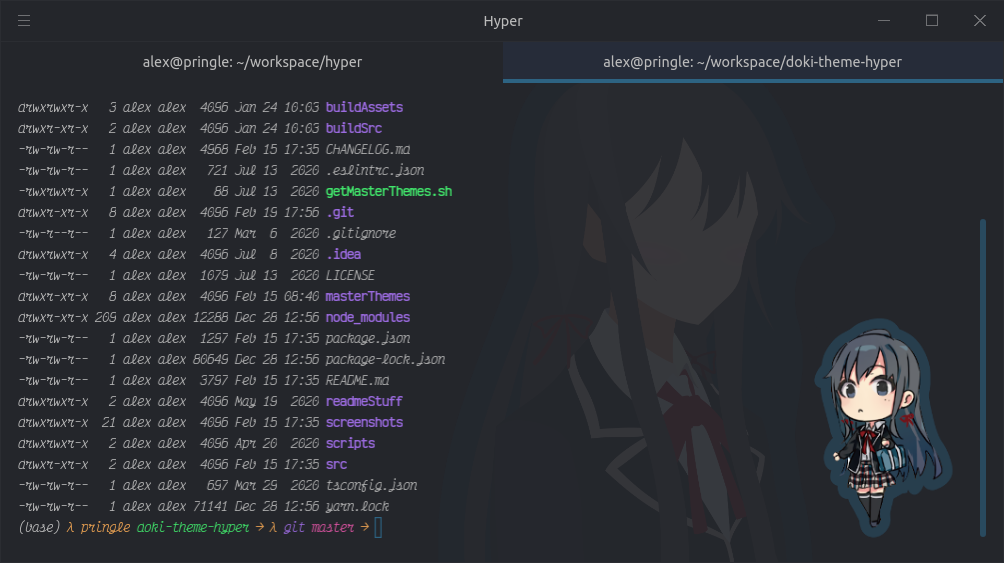 Hyper
alex@pringle: ~/workspace/hyper
alex@pringle: ~/workspace/doki-theme-hyper
drwxrwxr-x 3 alex alex 4096 Jan 24 10:03 buildAssets
drwxr-xr-x 2 alex alex 4096 Jan 24 10:03 buildSrc
-rw-rw-r-- 1 alex alex 4968 Feb 15 17:35 CHANGELOG.md
-rw-rw-r-- 1 alex alex 721 Jul 13 2020 .eslintrc.json
-rwxrwxr-x 1 alex alex 88 Jul 13 2020 getMasterThemes.sh
drwxr-xr-x 8 alex alex 4096 Feb 19 17:56 .git
-rw-r--r-- 1 alex alex 127 Mar 6 2020 .gitignore
drwxrwxr-x 4 alex alex 4096 Jul 8 2020 .idea
-rw-rw-r-- 1 alex alex 1079 Jul 13 2020 LICENSE
drwxr-xr-x 8 alex alex 4096 Feb 15 08:40 masterThemes
drwxrwxr-x 209 alex alex 12288 Dec 28 12:56 node_modules
-rw-rw-r-- 1 alex alex 1297 Feb 15 17:35 package.json
-rw-rw-r-- 1 alex alex 80649 Dec 28 12:56 package-lock.json
-rw-rw-r-- 1 alex alex 3797 Feb 15 17:35 README.md
drwxrwxr-x 2 alex alex 4096 May 19 2020 readmeStuff
drwxrwxr-x 21 alex alex 4096 Feb 15 17:35 screenshots
drwxrwxr-x 2 alex alex 4096 Apr 20 2020 scripts
drwxr-xr-x 2 alex alex 4096 Feb 15 17:35 src
-rw-rw-r-- 1 alex alex 697 Mar 29 2020 tsconfig.json
-rw-rw-r-- 1 alex alex 71141 Dec 28 12:56 yarn.lock
(base) λ pringle doki-theme-hyper → λ git master →